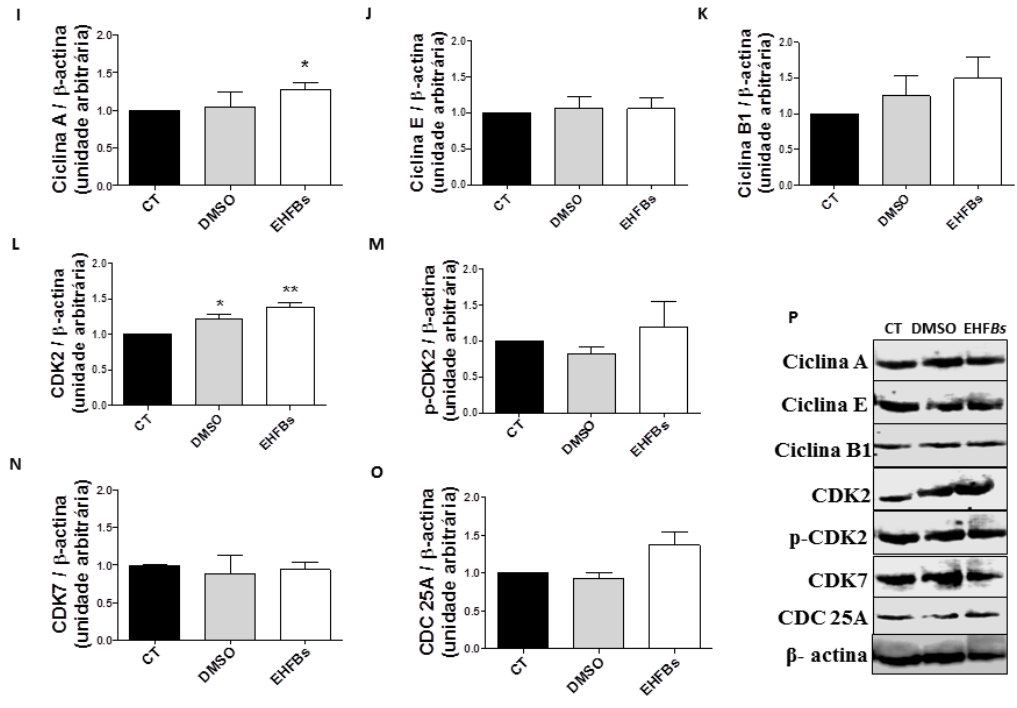 I
Ciclina A / β-actina
(unidade arbitrária)
2.0
1.5
1.0
0.5
0.0
*
CT
DMSO
EHFBs
J
Ciclina E / β-actina
(unidade arbitrária)
2.0
1.5
1.0
0.5
0.0
CT
DMSO
EHFBs
K
Ciclina B1 / β-actina
(unidade arbitrária)
2.0
1.5
1.0
0.5
0.0
CT
DMSO
EHFBs
L
CDK2 / β-actina
(unidade arbitrária)
2.0
1.5
1.0
0.5
0.0
*
**
CT
DMSO
EHFBs
M
p-CDK2 / β-actina
(unidade arbitrária)
2.0
1.5
1.0
0.5
0.0
CT
DMSO
EHFBs
N
CDK7 / β-actina
(unidade arbitrária)
2.0
1.5
1.0
0.5
0.0
CT
DMSO
EHFBs
O
CDC 25A / β-actina
(unidade arbitrária)
2.0
1.5
1.0
0.5
0.0
CT
DMSO
EHFBs
P
CT DMSO EHFBs
Ciclina A
Ciclina E
Ciclina B1
CDK2
p-CDK2
CDK7
CDC 25A
β- actina